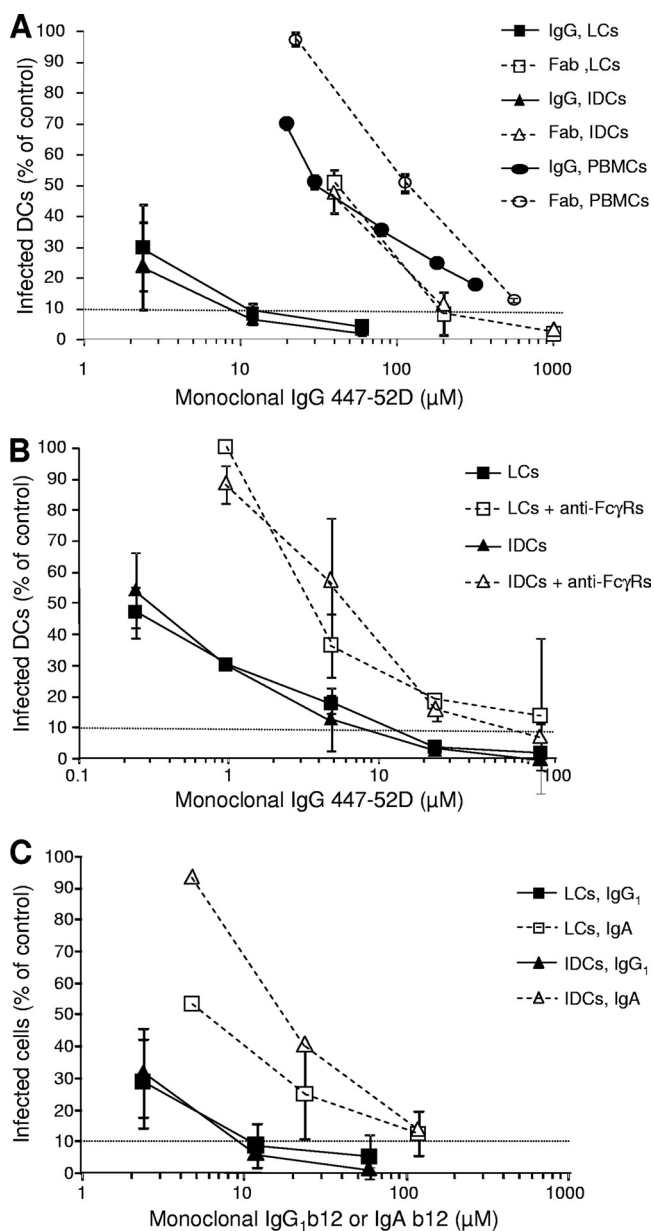 A
Infected DCs (% of control)
100
90
80
70
60
50
40
30
20
10
0
1
10
100
1000
Monoclonal IgG 447-52D (μM)
IgG, LCs
Fab ,LCs
IgG, IDCs
Fab, IDCs
IgG, PBMCs
Fab, PBMCs
B
Infected DCs (% of control)
100
90
80
70
60
50
40
30
20
10
0
0.1
1
10
100
Monoclonal IgG 447-52D (μM)
LCs
LCs + anti-FcγRs
IDCs
IDCs + anti-FcγRs
C
Infected cells (% of control)
100
90
80
70
60
50
40
30
20
10
0
1
10
100
1000
Monoclonal IgG₁b12 or IgA b12 (μM)
LCs, IgG₁
LCs, IgA
IDCs, IgG₁
IDCs, IgA